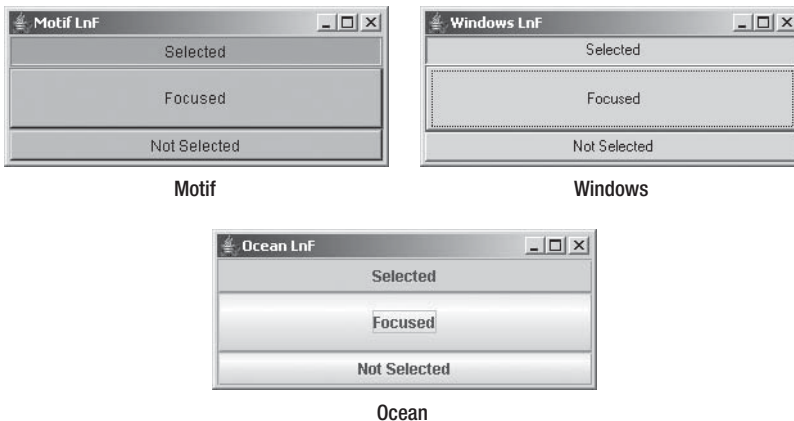 Motif LnF
Selected
Focused
Not Selected
Motif
Windows LnF
Selected
Focused
Not Selected
Windows
Ocean LnF
Selected
Focused
Not Selected
Ocean